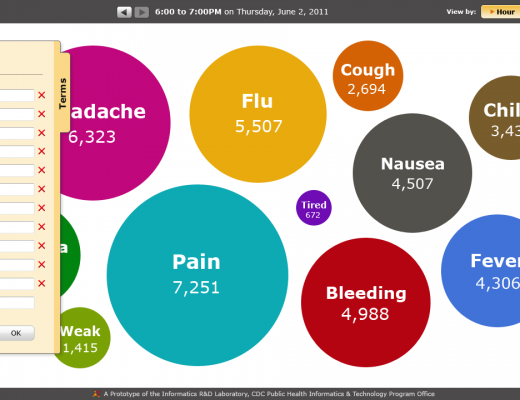 6:00 to 7:00PM on Thursday, June 2, 2011
View by:
Hour
Terms
adache
6,323
Flu
5,507
Cough
2,694
Chil
3,43
Nausea
4,507
Tired
672
a
Pain
7,251
Bleeding
4,988
Feve
4,306
Weak
1,415
OK
A Prototype of the Informatics R&D Laboratory, CDC Public Health Informatics & Technology Program Office